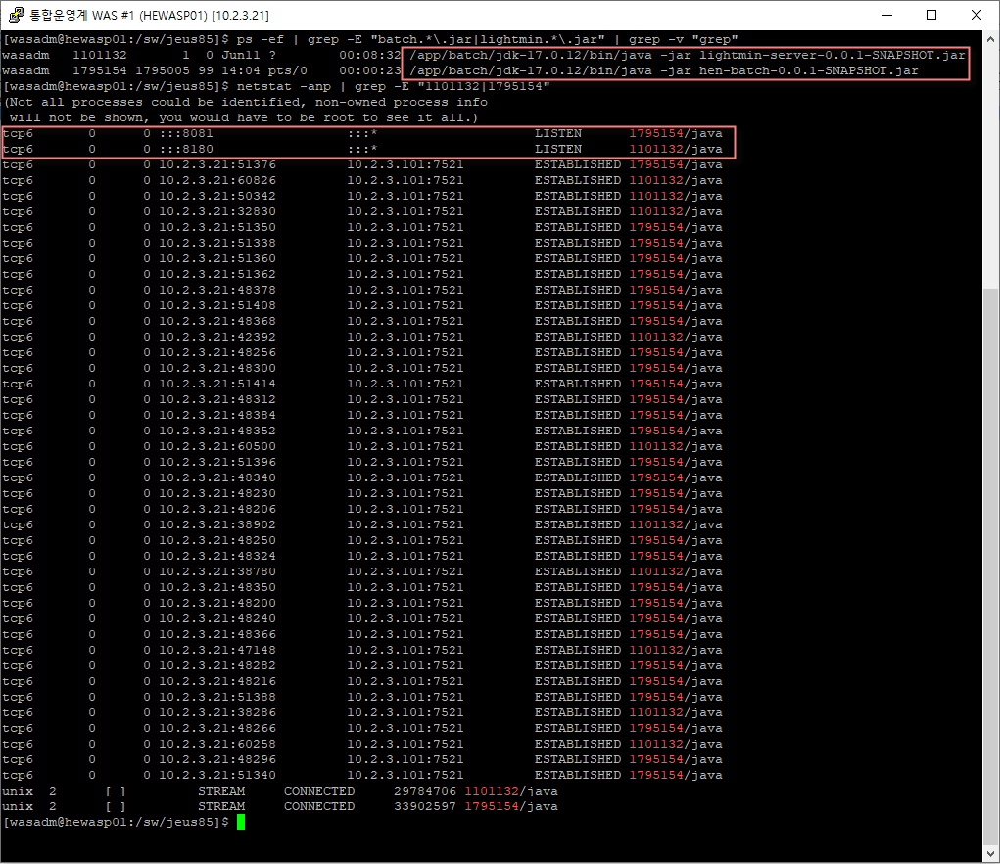 통합운영계 WAS #1 (HEWASP01) [10.2.3.21]
[wasadm@hewasp01:/sw/jeus85]$ ps -ef | grep -E "batch.*\.jar|lightmin.*\.jar" | grep -v "grep"
wasadm   1101132       1  0 Jun11 ?        00:08:32 /app/batch/jdk-17.0.12/bin/java -jar lightmin-server-0.0.1-SNAPSHOT.jar
wasadm   1795154 1795005 99 14:04 pts/0    00:00:23 /app/batch/jdk-17.0.12/bin/java -jar hen-batch-0.0.1-SNAPSHOT.jar
[wasadm@hewasp01:/sw/jeus85]$ netstat -anp | grep -E "1101132|1795154"
(Not all processes could be identified, non-owned process info
 will not be shown, you would have to be root to see it all.)
tcp6       0      0 :::8081                 :::*                    LISTEN      1795154/java
tcp6       0      0 :::8180                 :::*                    LISTEN      1101132/java
tcp6       0      0 10.2.3.21:51376         10.2.3.101:7521         ESTABLISHED 1795154/java
tcp6       0      0 10.2.3.21:60826         10.2.3.101:7521         ESTABLISHED 1101132/java
tcp6       0      0 10.2.3.21:50342         10.2.3.101:7521         ESTABLISHED 1101132/java
tcp6       0      0 10.2.3.21:32830         10.2.3.101:7521         ESTABLISHED 1101132/java
tcp6       0      0 10.2.3.21:51350         10.2.3.101:7521         ESTABLISHED 1795154/java
tcp6       0      0 10.2.3.21:51338         10.2.3.101:7521         ESTABLISHED 1795154/java
tcp6       0      0 10.2.3.21:51360         10.2.3.101:7521         ESTABLISHED 1795154/java
tcp6       0      0 10.2.3.21:51362         10.2.3.101:7521         ESTABLISHED 1795154/java
tcp6       0      0 10.2.3.21:48378         10.2.3.101:7521         ESTABLISHED 1795154/java
tcp6       0      0 10.2.3.21:51408         10.2.3.101:7521         ESTABLISHED 1795154/java
tcp6       0      0 10.2.3.21:48368         10.2.3.101:7521         ESTABLISHED 1795154/java
tcp6       0      0 10.2.3.21:42392         10.2.3.101:7521         ESTABLISHED 1101132/java
tcp6       0      0 10.2.3.21:48256         10.2.3.101:7521         ESTABLISHED 1795154/java
tcp6       0      0 10.2.3.21:48300         10.2.3.101:7521         ESTABLISHED 1795154/java
tcp6       0      0 10.2.3.21:51414         10.2.3.101:7521         ESTABLISHED 1795154/java
tcp6       0      0 10.2.3.21:48312         10.2.3.101:7521         ESTABLISHED 1795154/java
tcp6       0      0 10.2.3.21:48384         10.2.3.101:7521         ESTABLISHED 1795154/java
tcp6       0      0 10.2.3.21:48352         10.2.3.101:7521         ESTABLISHED 1795154/java
tcp6       0      0 10.2.3.21:60500         10.2.3.101:7521         ESTABLISHED 1101132/java
tcp6       0      0 10.2.3.21:51396         10.2.3.101:7521         ESTABLISHED 1795154/java
tcp6       0      0 10.2.3.21:48340         10.2.3.101:7521         ESTABLISHED 1795154/java
tcp6       0      0 10.2.3.21:48230         10.2.3.101:7521         ESTABLISHED 1795154/java
tcp6       0      0 10.2.3.21:48206         10.2.3.101:7521         ESTABLISHED 1795154/java
tcp6       0      0 10.2.3.21:38902         10.2.3.101:7521         ESTABLISHED 1101132/java
tcp6       0      0 10.2.3.21:48250         10.2.3.101:7521         ESTABLISHED 1795154/java
tcp6       0      0 10.2.3.21:48324         10.2.3.101:7521         ESTABLISHED 1795154/java
tcp6       0      0 10.2.3.21:38780         10.2.3.101:7521         ESTABLISHED 1101132/java
tcp6       0      0 10.2.3.21:48350         10.2.3.101:7521         ESTABLISHED 1795154/java
tcp6       0      0 10.2.3.21:48200         10.2.3.101:7521         ESTABLISHED 1795154/java
tcp6       0      0 10.2.3.21:48240         10.2.3.101:7521         ESTABLISHED 1795154/java
tcp6       0      0 10.2.3.21:48366         10.2.3.101:7521         ESTABLISHED 1795154/java
tcp6       0      0 10.2.3.21:47148         10.2.3.101:7521         ESTABLISHED 1101132/java
tcp6       0      0 10.2.3.21:48282         10.2.3.101:7521         ESTABLISHED 1795154/java
tcp6       0      0 10.2.3.21:48216         10.2.3.101:7521         ESTABLISHED 1795154/java
tcp6       0      0 10.2.3.21:51388         10.2.3.101:7521         ESTABLISHED 1795154/java
tcp6       0      0 10.2.3.21:38286         10.2.3.101:7521         ESTABLISHED 1101132/java
tcp6       0      0 10.2.3.21:48266         10.2.3.101:7521         ESTABLISHED 1795154/java
tcp6       0      0 10.2.3.21:60258         10.2.3.101:7521         ESTABLISHED 1101132/java
tcp6       0      0 10.2.3.21:48296         10.2.3.101:7521         ESTABLISHED 1795154/java
tcp6       0      0 10.2.3.21:51340         10.2.3.101:7521         ESTABLISHED 1795154/java
unix  2      [ ]         STREAM     CONNECTED     29784706 1101132/java
unix  2      [ ]         STREAM     CONNECTED     33902597 1795154/java
[wasadm@hewasp01:/sw/jeus85]$